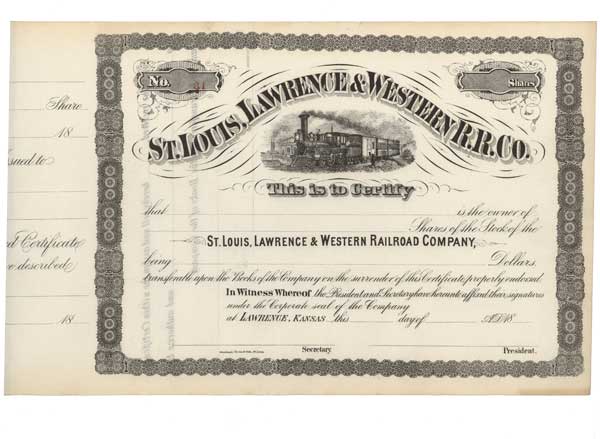 Share
18
ssued to
d Certificate
e described
18
No.
Shares
St. Louis, Lawrence & Western R.R. Co.
This is to Certify
that is the owner of
Shares of the Stock of the
St. Louis, Lawrence & Western Railroad Company,
being Dollars,
transferable upon the Books of the Company on the surrender of this Certificate properly endorsed.
In Witness Whereof the President and Secretary have hereunto affixed their signatures
under the Corporate seal of the Company
at Lawrence, Kansas this day of A.D. 18
Secretary President.